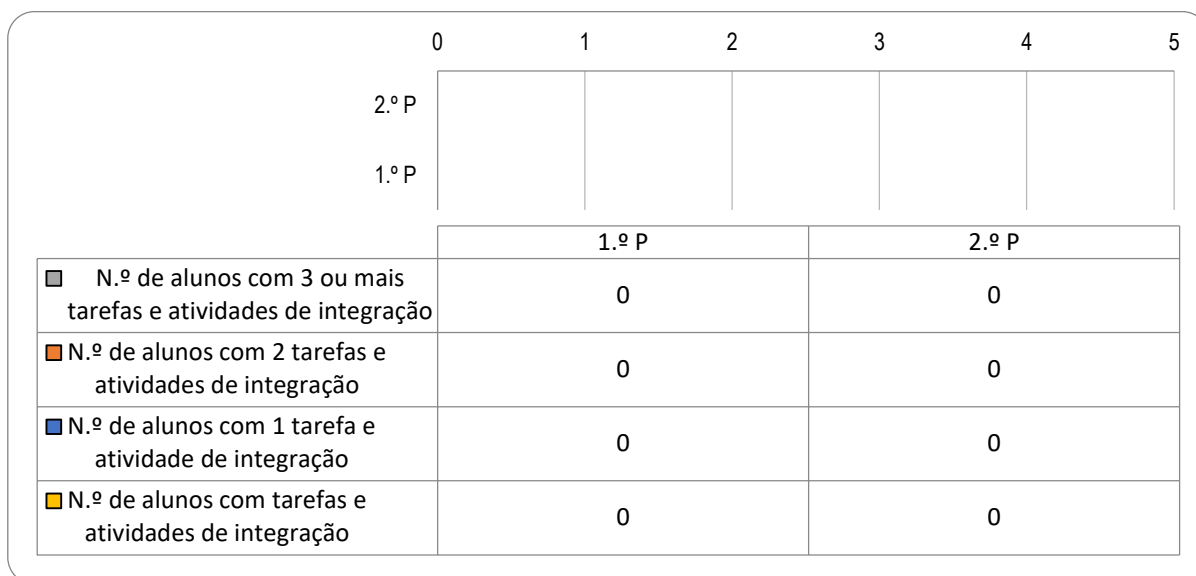 0 1 2 3 4 5
2.º P
1.º P
1.º P 2.º P
N.º de alunos com 3 ou mais
tarefas e atividades de integração
0 0
N.º de alunos com 2 tarefas e
atividades de integração
0 0
N.º de alunos com 1 tarefa e
atividade de integração
0 0
N.º de alunos com tarefas e
atividades de integração
0 0